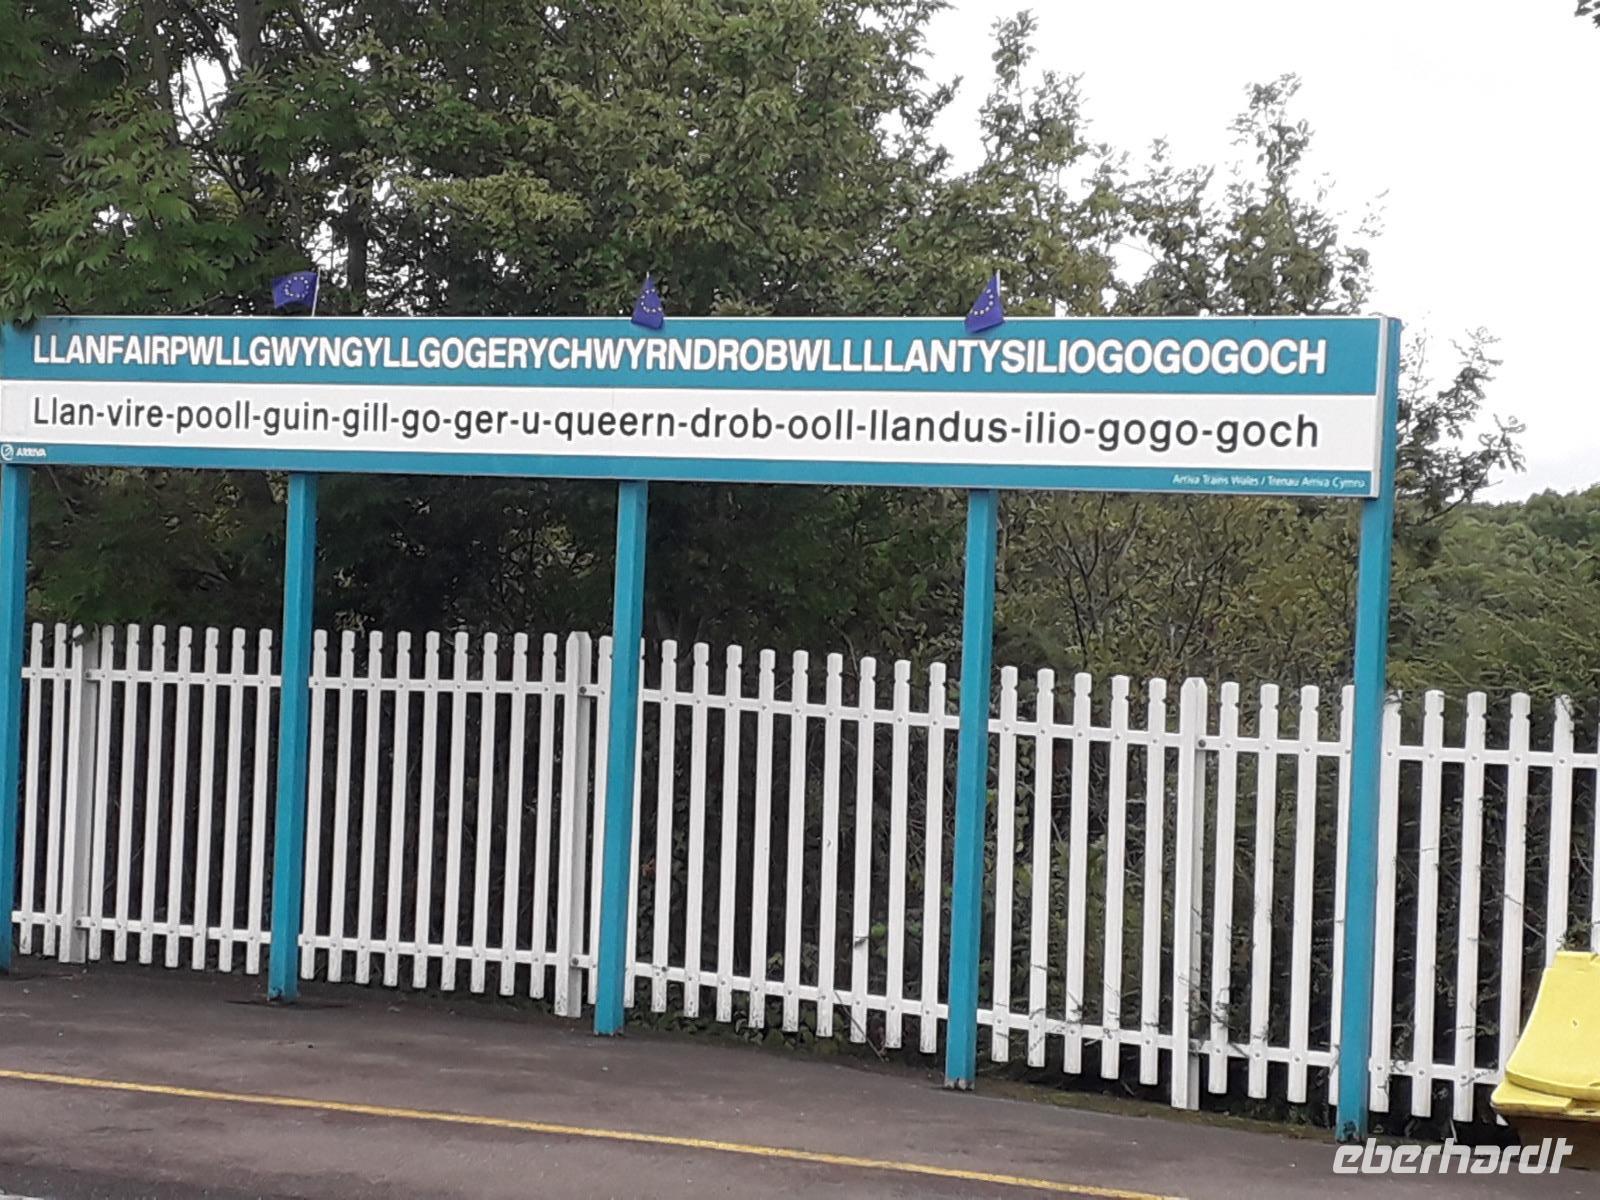 LLANFAIRPWLLGWYNGYLLGOGERYCHWYRNDROBWLLLLANTYSILIOGOGOGOCH
Llan-vire-pooll-guin-gill-go-ger-u-queern-drob-ooll-llandus-ilio-gogo-goch
ARRIVA
Arriva Trains Wales / Trenau Arriva Cymru
eberhardt